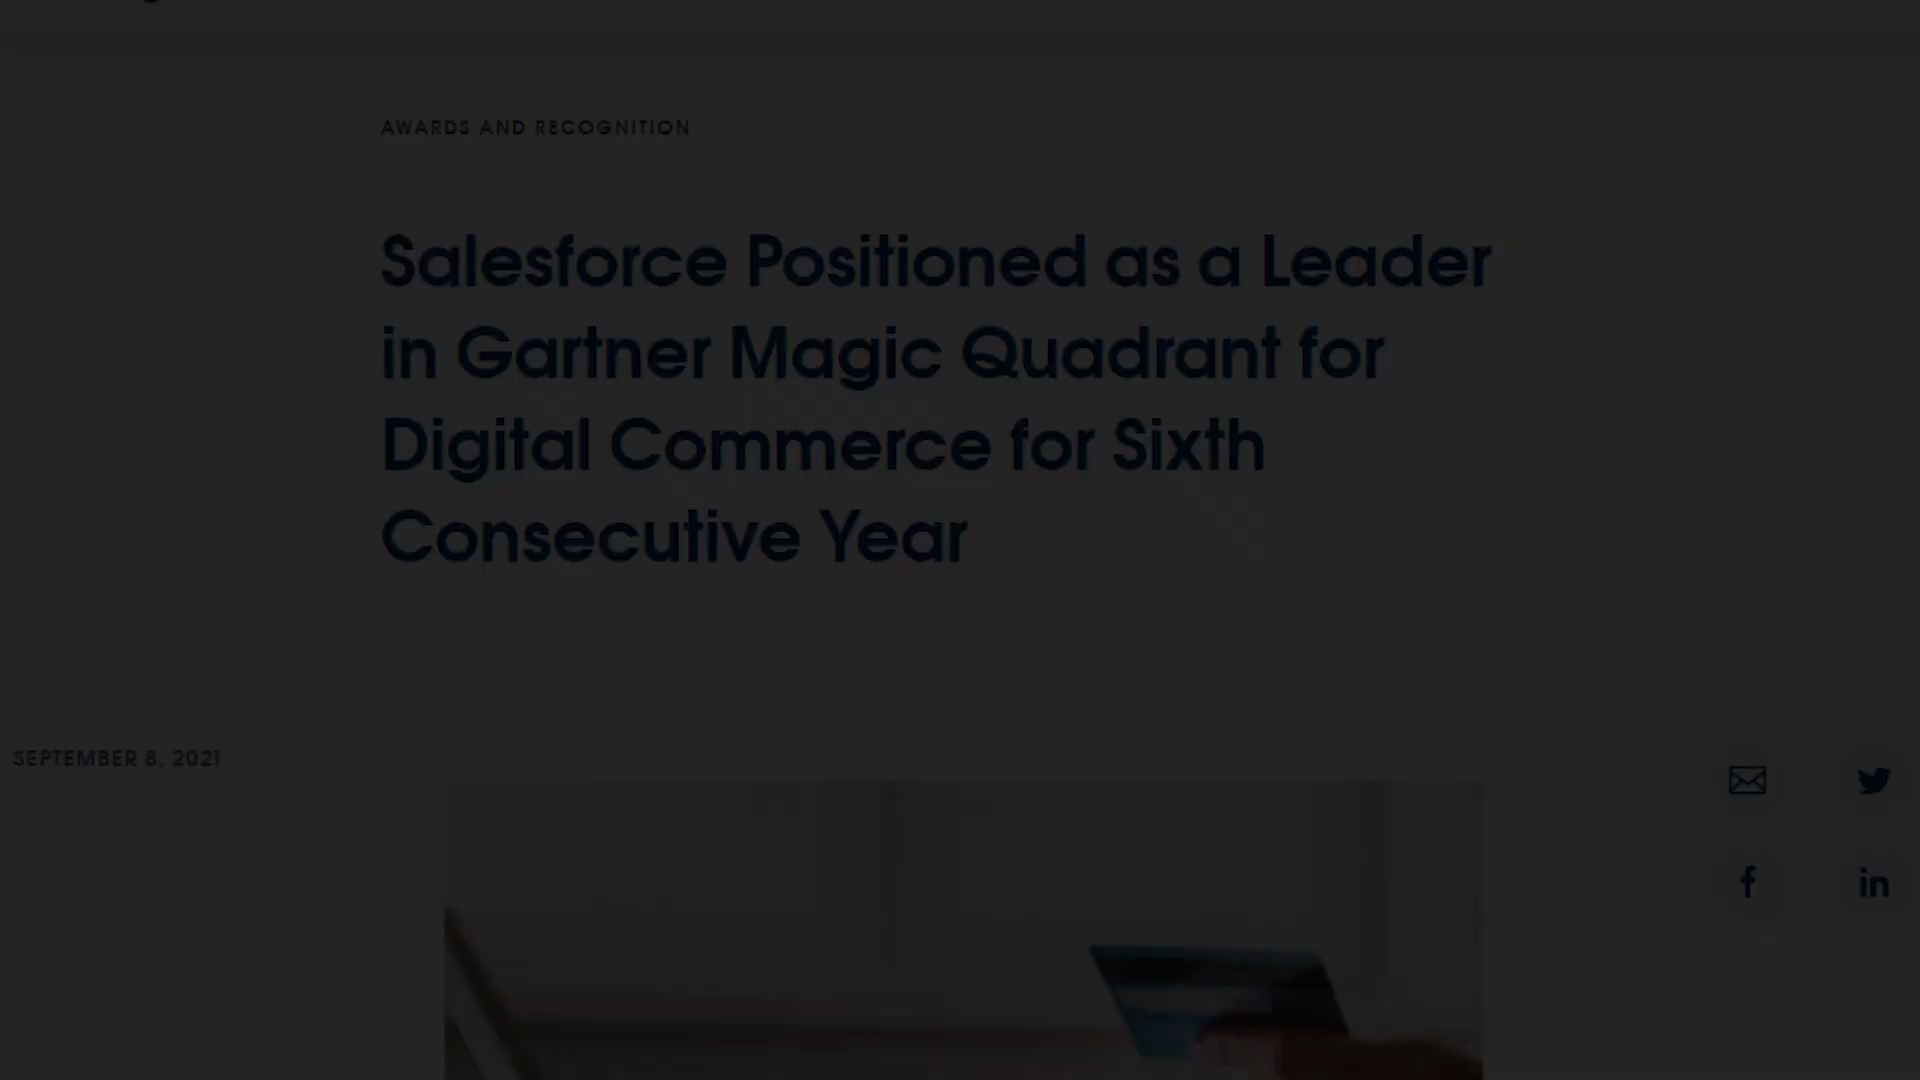 AWARDS AND RECOGNITION
Salesforce Positioned as a Leader
in Gartner Magic Quadrant for
Digital Commerce for Sixth
Consecutive Year
SEPTEMBER 8, 2021